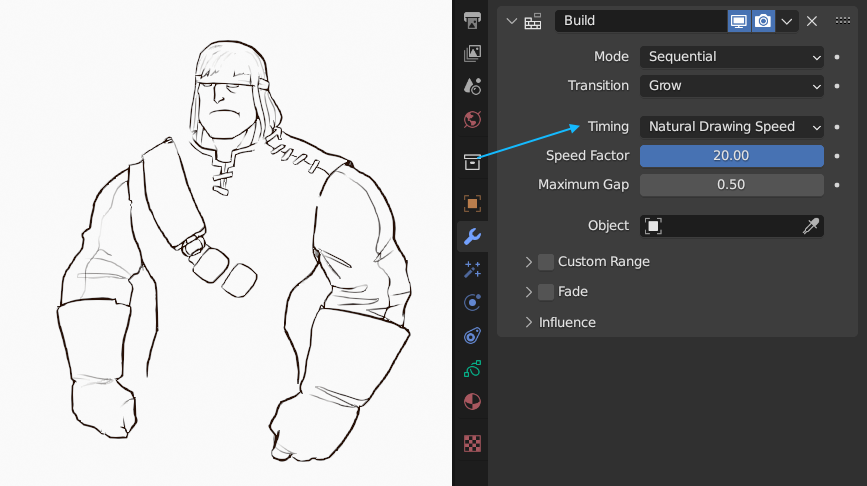 Build
Mode Sequential
Transition Grow
Timing Natural Drawing Speed
Speed Factor 20.00
Maximum Gap 0.50
Object
Custom Range
Fade
Influence